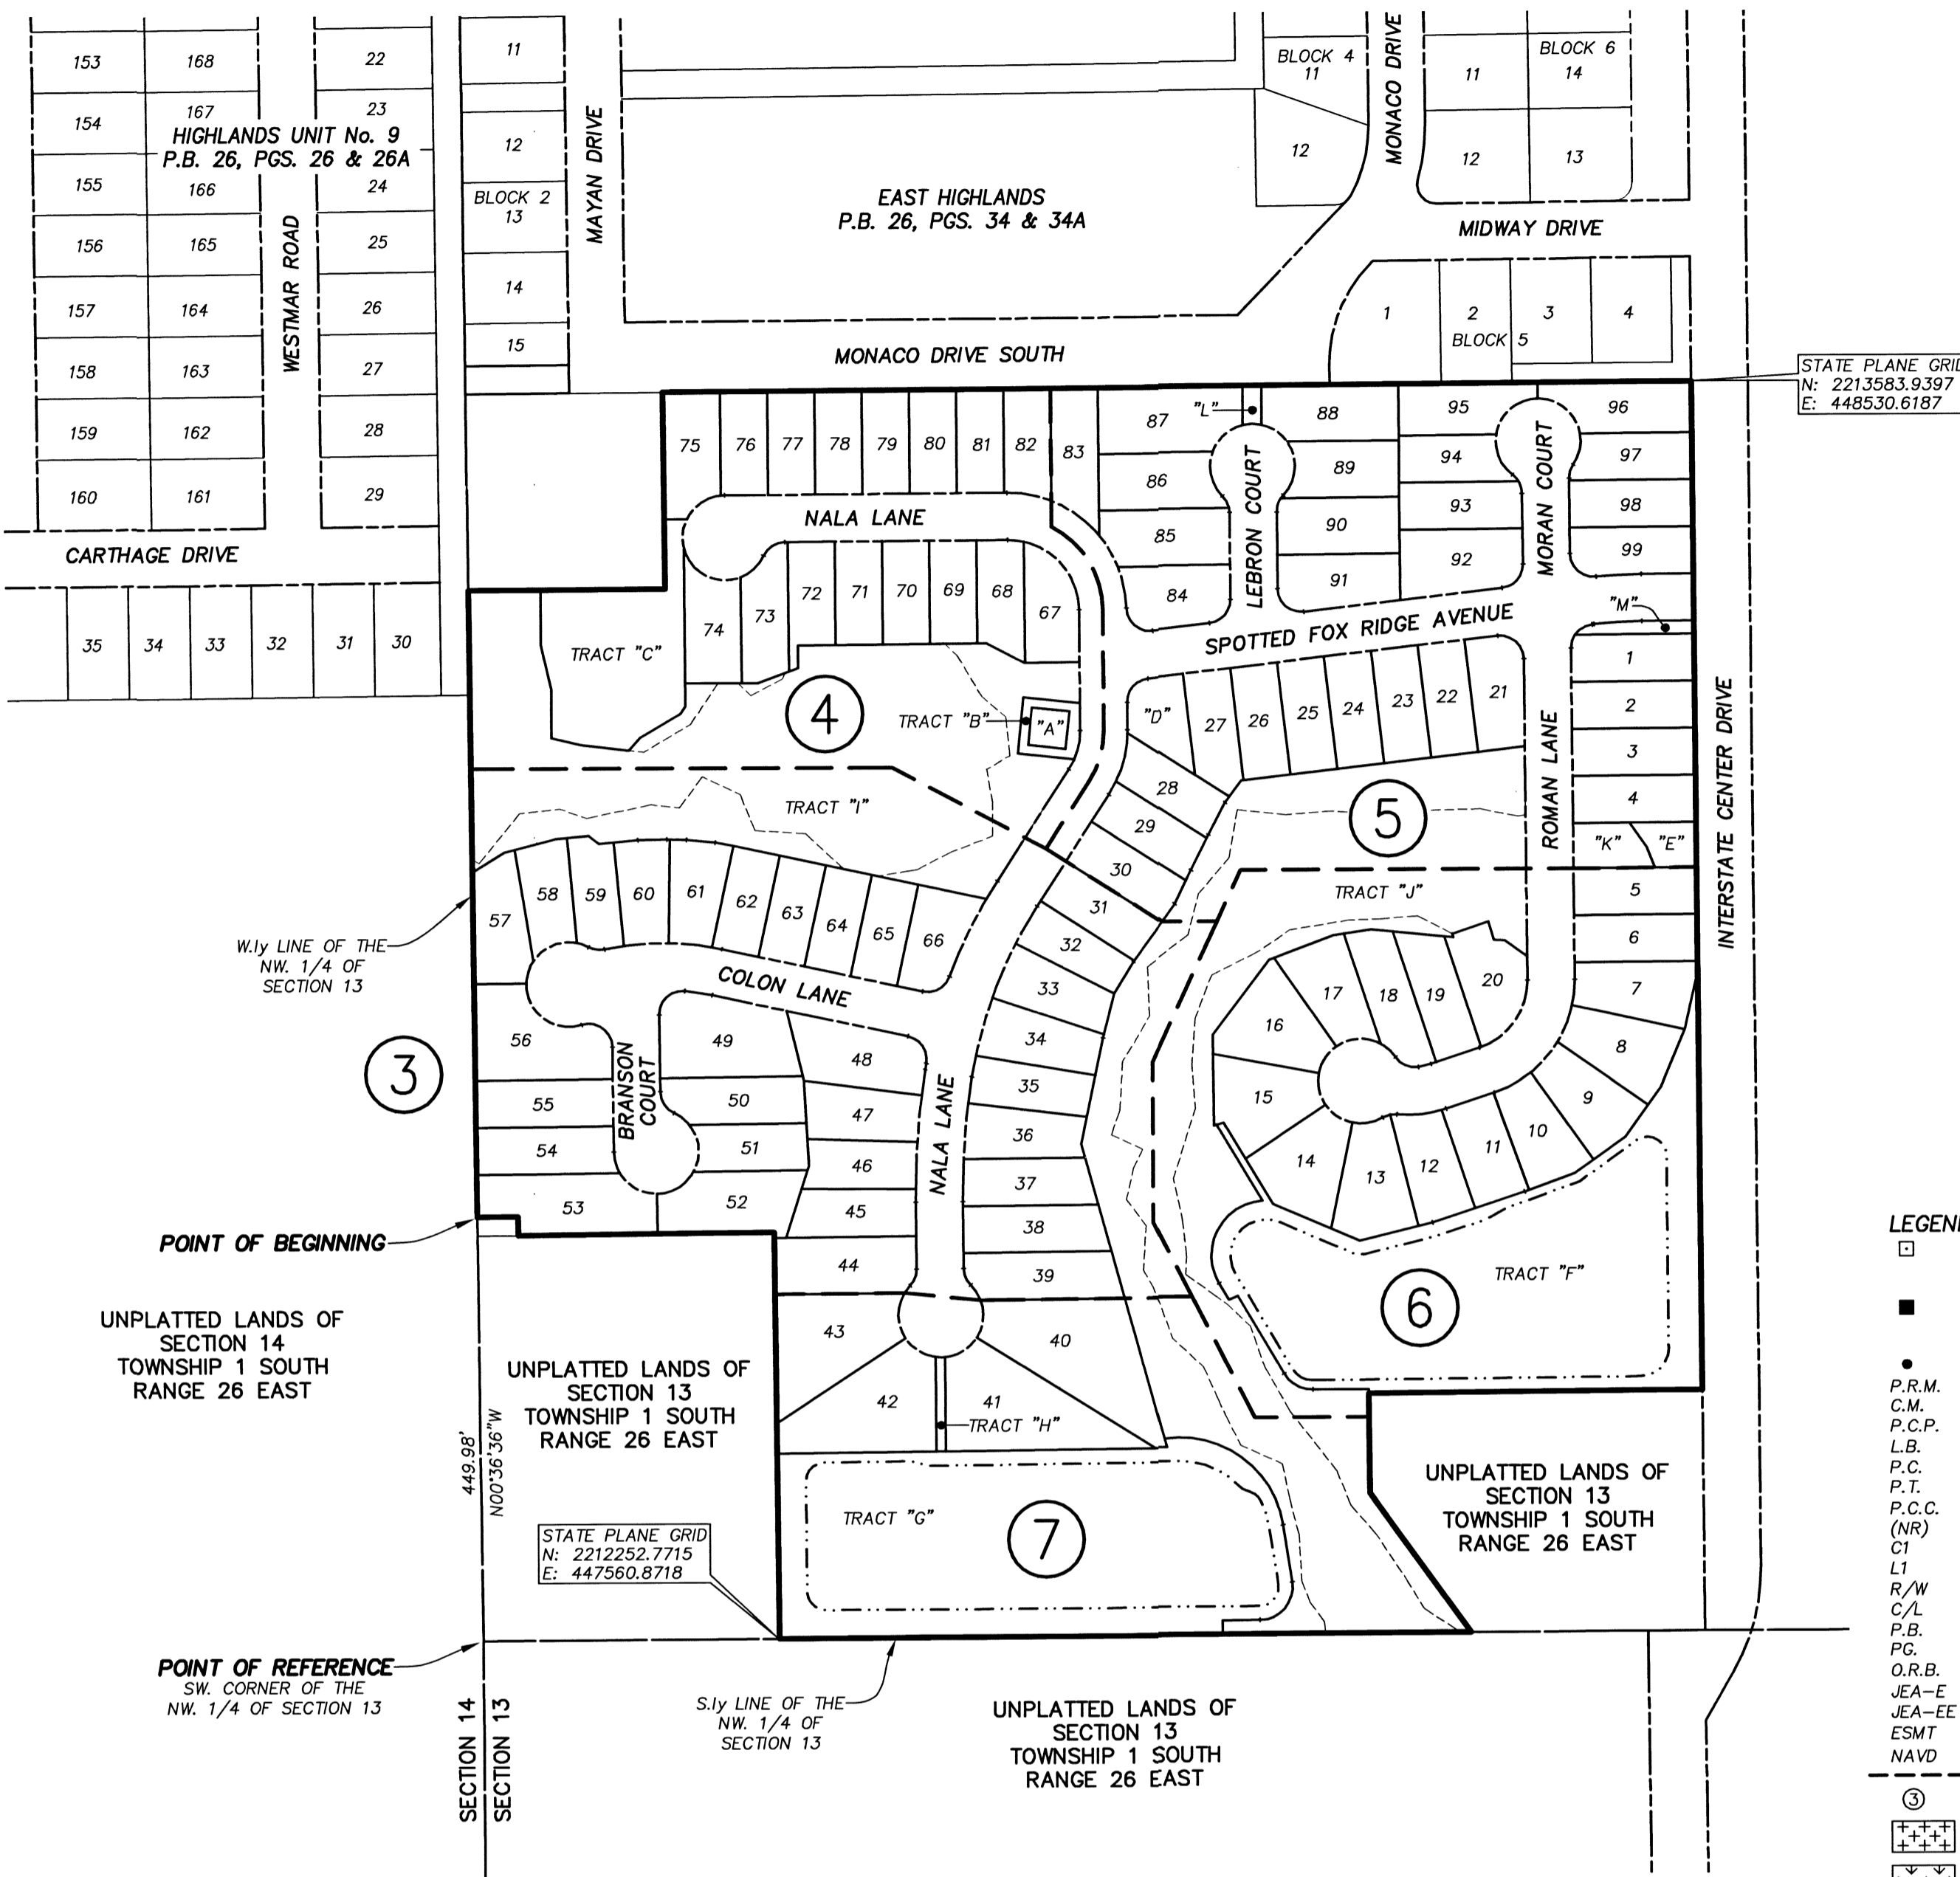 153
168
22
154
167
23
HIGHLANDS UNIT No. 9
P.B. 26, PGS. 26 & 26A
155
166
24
156
165
25
157
164
26
158
163
27
159
162
28
160
161
29
WESTMAR ROAD
CARTHAGE DRIVE
35
34
33
32
31
30
11
12
BLOCK 2
13
14
15
MAYAN DRIVE
EAST HIGHLANDS
P.B. 26, PGS. 34 & 34A
BLOCK 4
11
12
MONACO DRIVE
11
BLOCK 6
14
12
13
MIDWAY DRIVE
1
2
3
4
BLOCK 5
MONACO DRIVE SOUTH
STATE PLANE GRID
N: 2213583.9397
E: 448530.6187
75
76
77
78
79
80
81
82
83
87
"L"
88
95
96
86
89
94
97
85
90
93
98
84
91
92
99
NALA LANE
LEBRON COURT
MORAN COURT
SPOTTED FOX RIDGE AVENUE
"M"
74
73
72
71
70
69
68
67
TRACT "C"
4
TRACT "B"
"A"
"D"
27
26
25
24
23
22
21
1
2
3
4
"K"
"E"
ROMAN LANE
INTERSTATE CENTER DRIVE
TRACT "I"
28
29
30
31
32
33
34
35
36
37
38
39
5
TRACT "J"
5
6
7
8
9
10
11
12
13
14
15
16
17
18
19
20
57
58
59
60
61
62
63
64
65
66
W.ly LINE OF THE
NW. 1/4 OF
SECTION 13
COLON LANE
3
56
55
54
53
BRANSON
COURT
49
50
51
52
48
47
46
45
44
NALA LANE
43
42
41
40
TRACT "H"
POINT OF BEGINNING
UNPLATTED LANDS OF
SECTION 14
TOWNSHIP 1 SOUTH
RANGE 26 EAST
UNPLATTED LANDS OF
SECTION 13
TOWNSHIP 1 SOUTH
RANGE 26 EAST
449.98'
N00°36'36"W
TRACT "F"
6
TRACT "G"
7
STATE PLANE GRID
N: 2212252.7715
E: 447560.8718
UNPLATTED LANDS OF
SECTION 13
TOWNSHIP 1 SOUTH
RANGE 26 EAST
POINT OF REFERENCE
SW. CORNER OF THE
NW. 1/4 OF SECTION 13
SECTION 14
SECTION 13
S.ly LINE OF THE
NW. 1/4 OF
SECTION 13
UNPLATTED LANDS OF
SECTION 13
TOWNSHIP 1 SOUTH
RANGE 26 EAST
LEGEN
P.R.M.
C.M.
P.C.P.
L.B.
P.C.
P.T.
P.C.C.
(NR)
C1
L1
R/W
C/L
P.B.
PG.
O.R.B.
JEA-E
JEA-EE
ESMT
NAVD
3